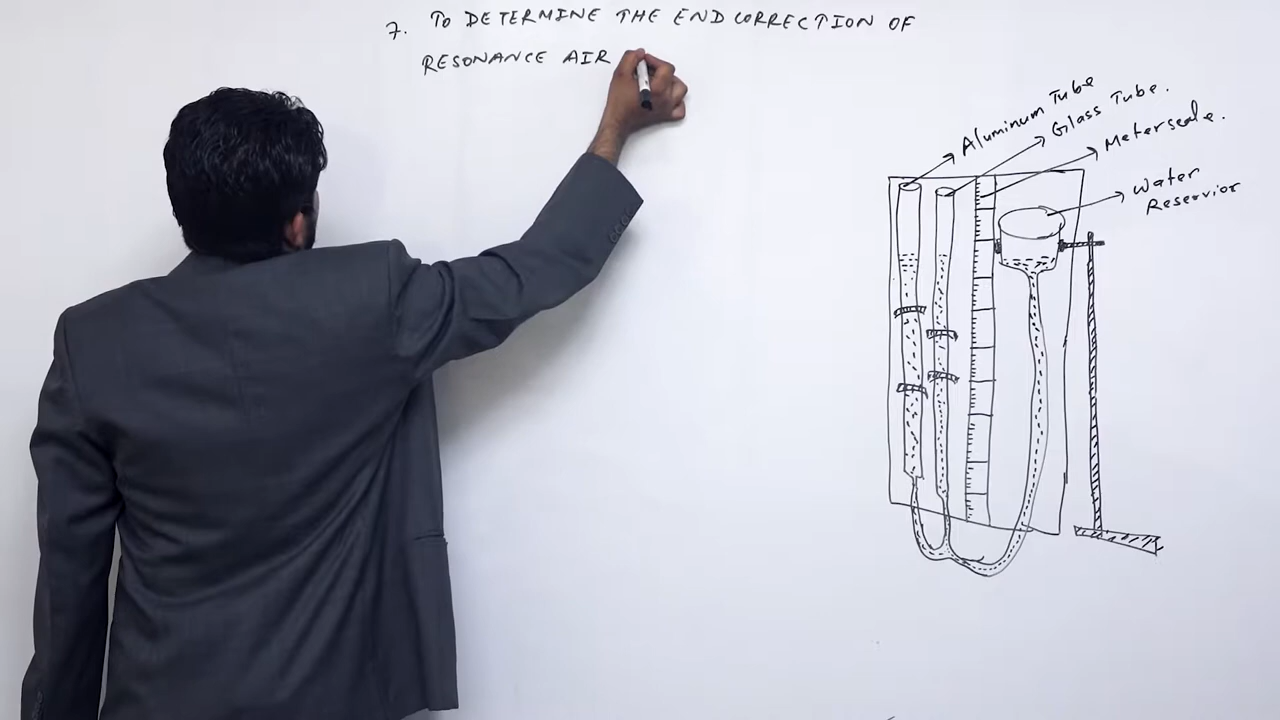 7. TO DETERMINE THE END CORRECTION OF
RESONANCE AIR
Aluminum Tube
Glass Tube.
Meterscale.
Water
Reservior